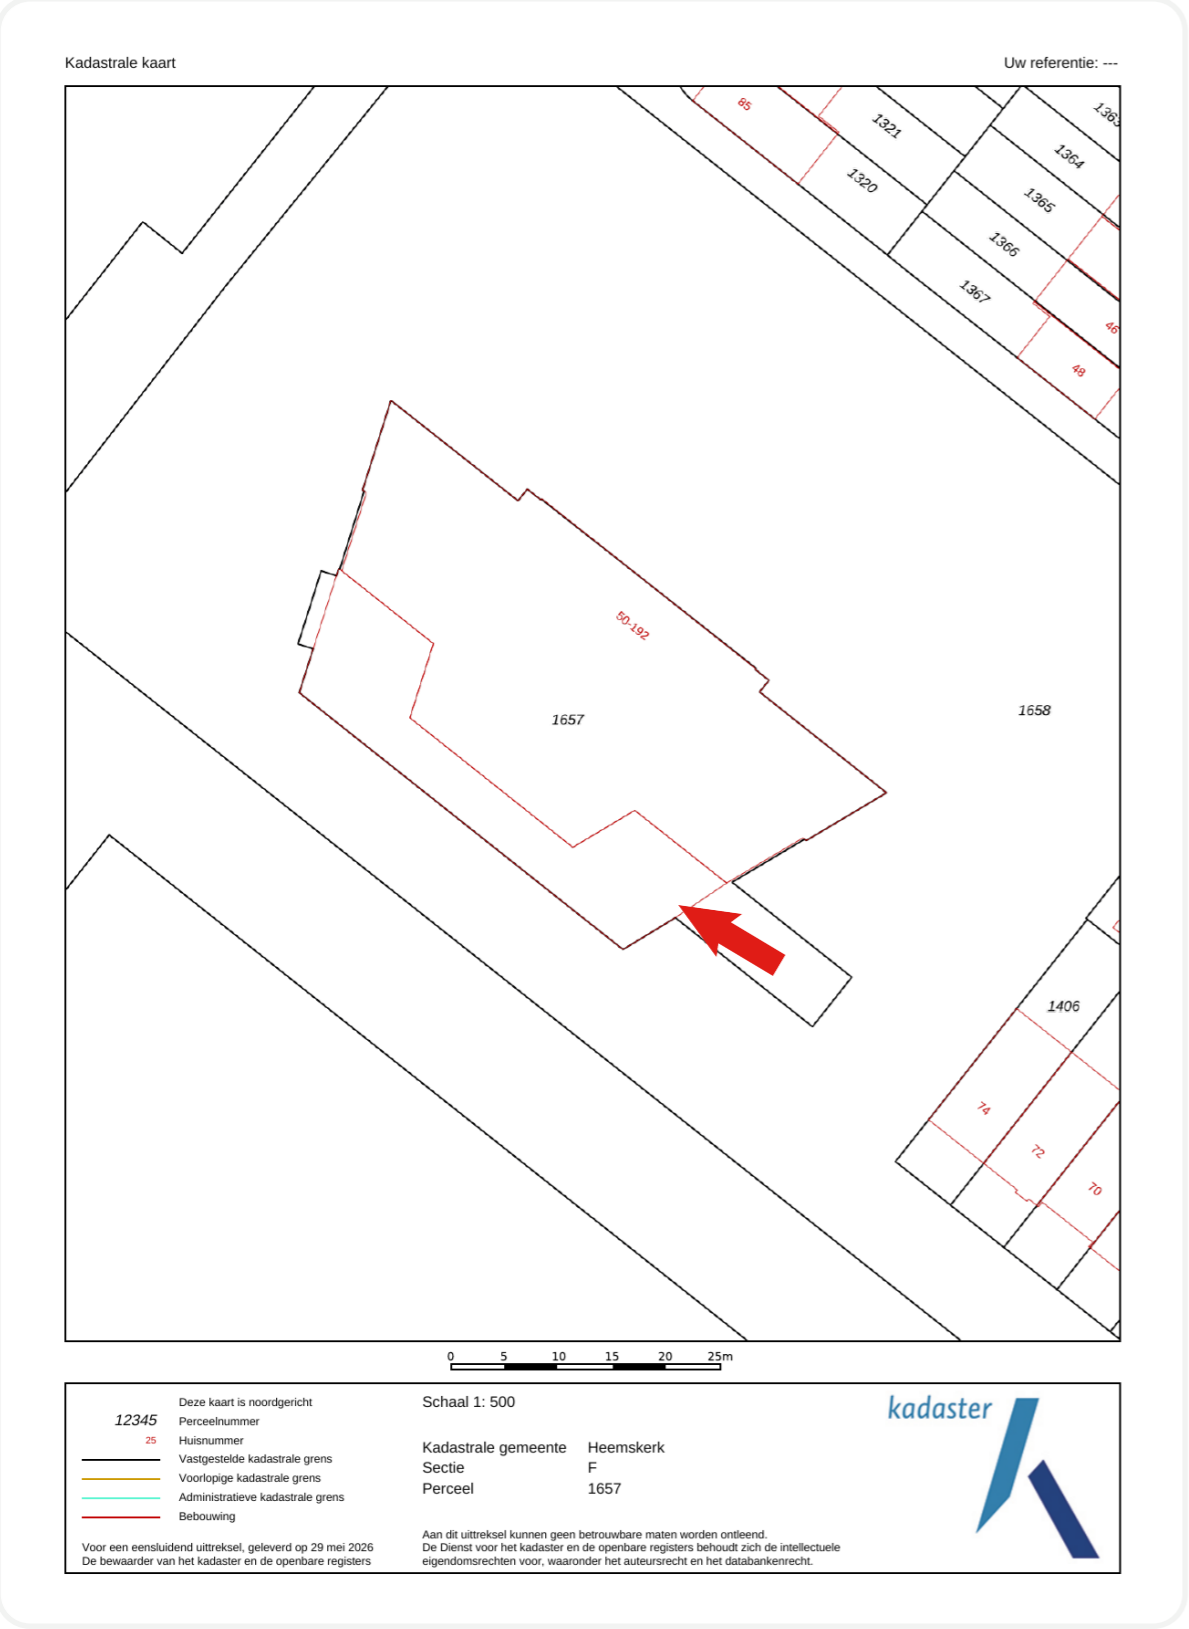 Kadastrale kaart
Uw referentie: ---
85
1321
1320
1363
1364
1365
1366
1367
46
48
50-192
1657
1658
1406
74
72
70
0 5 10 15 20 25m
Deze kaart is noordgericht
12345 Perceelnummer
25 Huisnummer
Vastgestelde kadastrale grens
Voorlopige kadastrale grens
Administratieve kadastrale grens
Bebouwing
Voor een eensluidend uittreksel, geleverd op 29 mei 2026
De bewaarder van het kadaster en de openbare registers
Schaal 1: 500
Kadastrale gemeente Heemskerk
Sectie F
Perceel 1657
Aan dit uittreksel kunnen geen betrouwbare maten worden ontleend.
De Dienst voor het kadaster en de openbare registers behoudt zich de intellectuele
eigendomsrechten voor, waaronder het auteursrecht en het databankenrecht.
kadaster